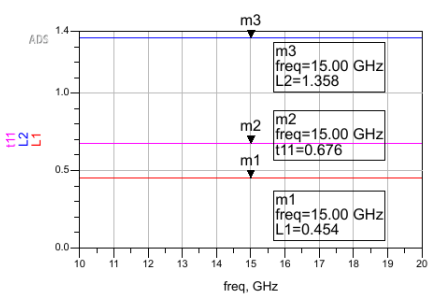 m3
ADS
1.4
m3
freq=15.00 GHz
L2=1.358
1.0
m2
m2
freq=15.00 GHz
t11=0.676
t11
L2
L1
0.5
m1
m1
freq=15.00 GHz
L1=0.454
0.0
10 11 12 13 14 15 16 17 18 19 20
freq, GHz